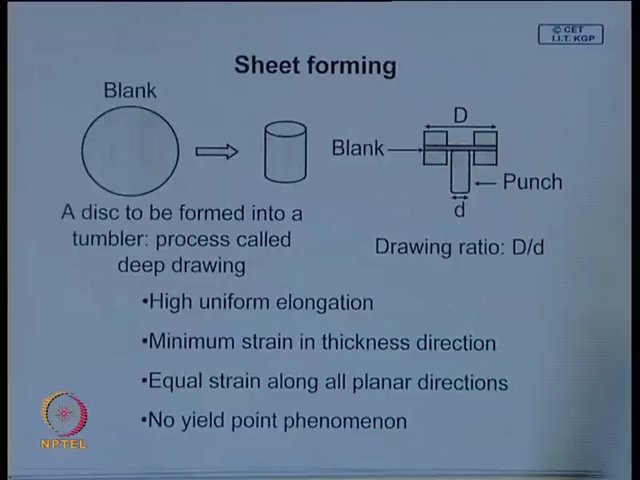 © CET
I.I.T. KGP
Sheet forming
Blank
D
Blank
Punch
d
A disc to be formed into a
tumbler: process called
deep drawing
Drawing ratio: D/d
•High uniform elongation
•Minimum strain in thickness direction
•Equal strain along all planar directions
•No yield point phenomenon
NPTEL